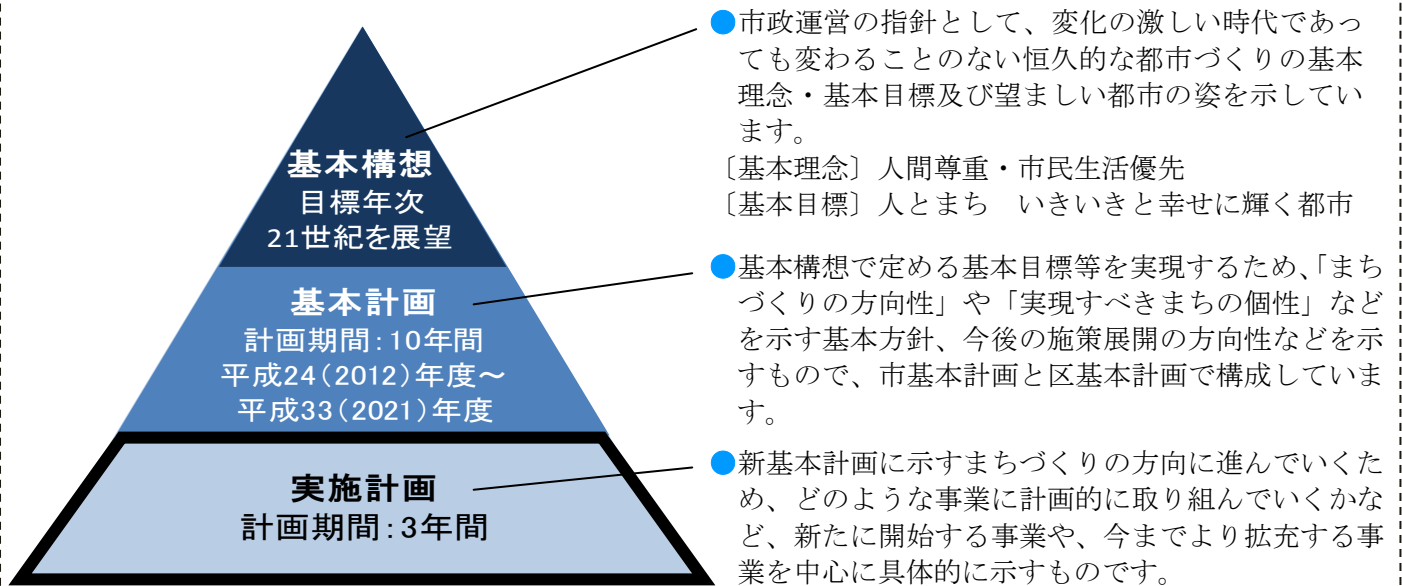 基本構想
目標年次
21世紀を展望
基本計画
計画期間：10年間
平成24（2012）年度～
平成33（2021）年度
実施計画
計画期間：3年間
●市政運営の指針として、変化の激しい時代であっ
ても変わることのない恒久的な都市づくりの基本
理念・基本目標及び望ましい都市の姿を示してい
ます。
〔基本理念〕人間尊重・市民生活優先
〔基本目標〕人とまち　いきいきと幸せに輝く都市
●基本構想で定める基本目標等を実現するため、「まち
づくりの方向性」や「実現すべきまちの個性」など
を示す基本方針、今後の施策展開の方向性などを示
すもので、市基本計画と区基本計画で構成していま
す。
●新基本計画に示すまちづくりの方向に進んでいくた
め、どのような事業に計画的に取り組んでいくかな
ど、新たに開始する事業や、今までより拡充する事
業を中心に具体的に示すものです。